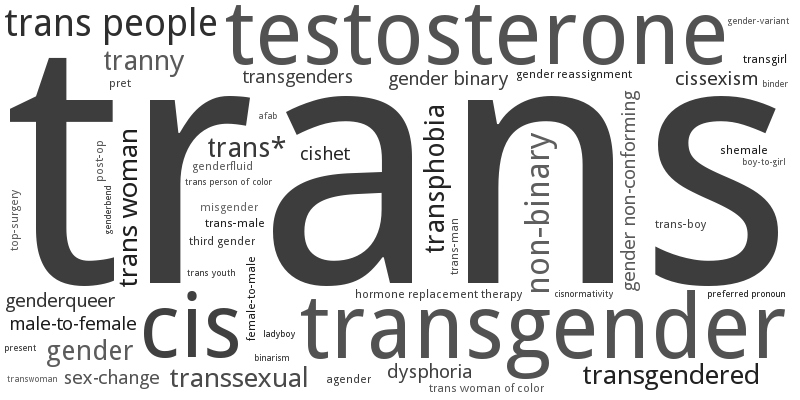 trans people
testosterone
gender-variant
tranny
transgenders
gender binary
gender reassignment
transgirl
cissexism
pret
binder
trans
afab
trans*
cishet
genderfluid
trans person of color
misgender
trans-male
third gender
trans youth
top-surgery
post-op
genderbend
trans woman
transphobia
trans-man
non-binary
gender non-conforming
shemale
boy-to-girl
trans-boy
hormone replacement therapy
cisnormativity
preferred pronoun
genderqueer
male-to-female
cis
female-to-male
ladyboy
transgender
present
gender
binarism
transwoman
sex-change
transsexual
agender
dysphoria
trans woman of color
transgendered